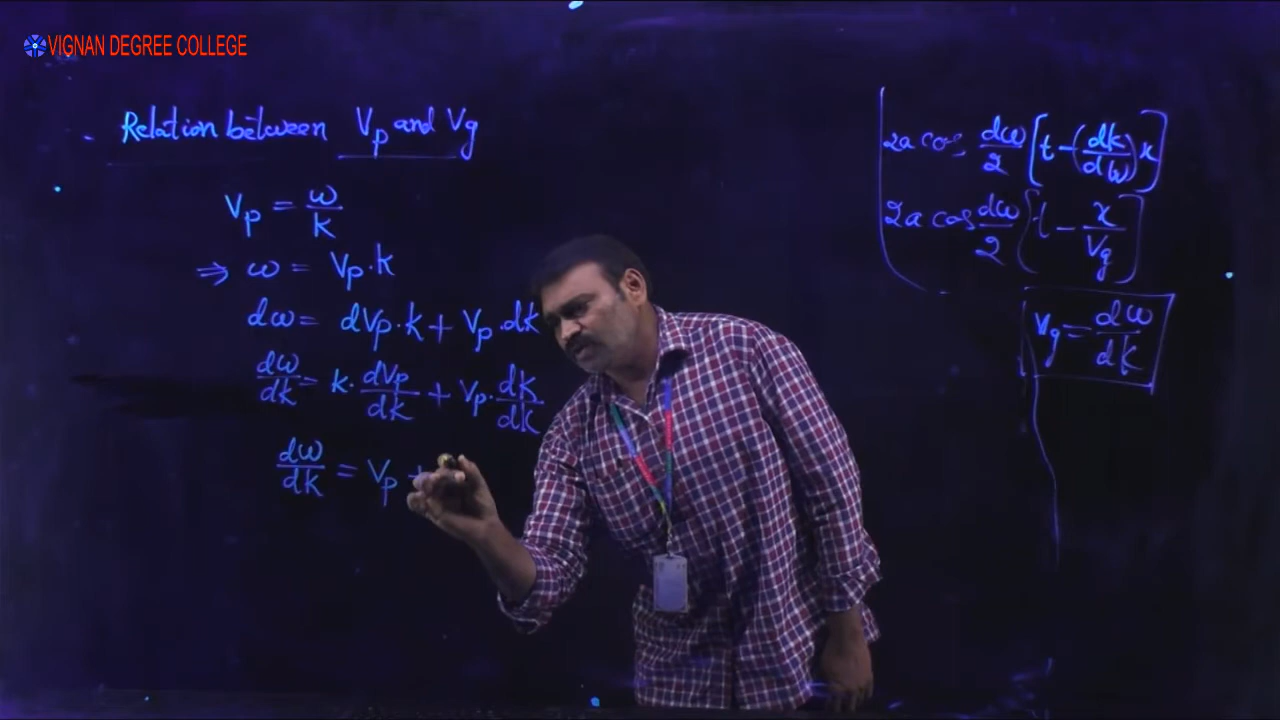 VIGNAN DEGREE COLLEGE
Relation between Vp and Vg
Vp = ω/k
⇒ ω = Vp·k
dω = dVp·k + Vp·dk
dω/dk = k·dVp/dk + Vp·dk/dk
dω/dk = Vp +
2a cos dω/2 [t - (dk/dω)x]
2a cos dω/2 [t - x/Vg]
Vg = dω/dk